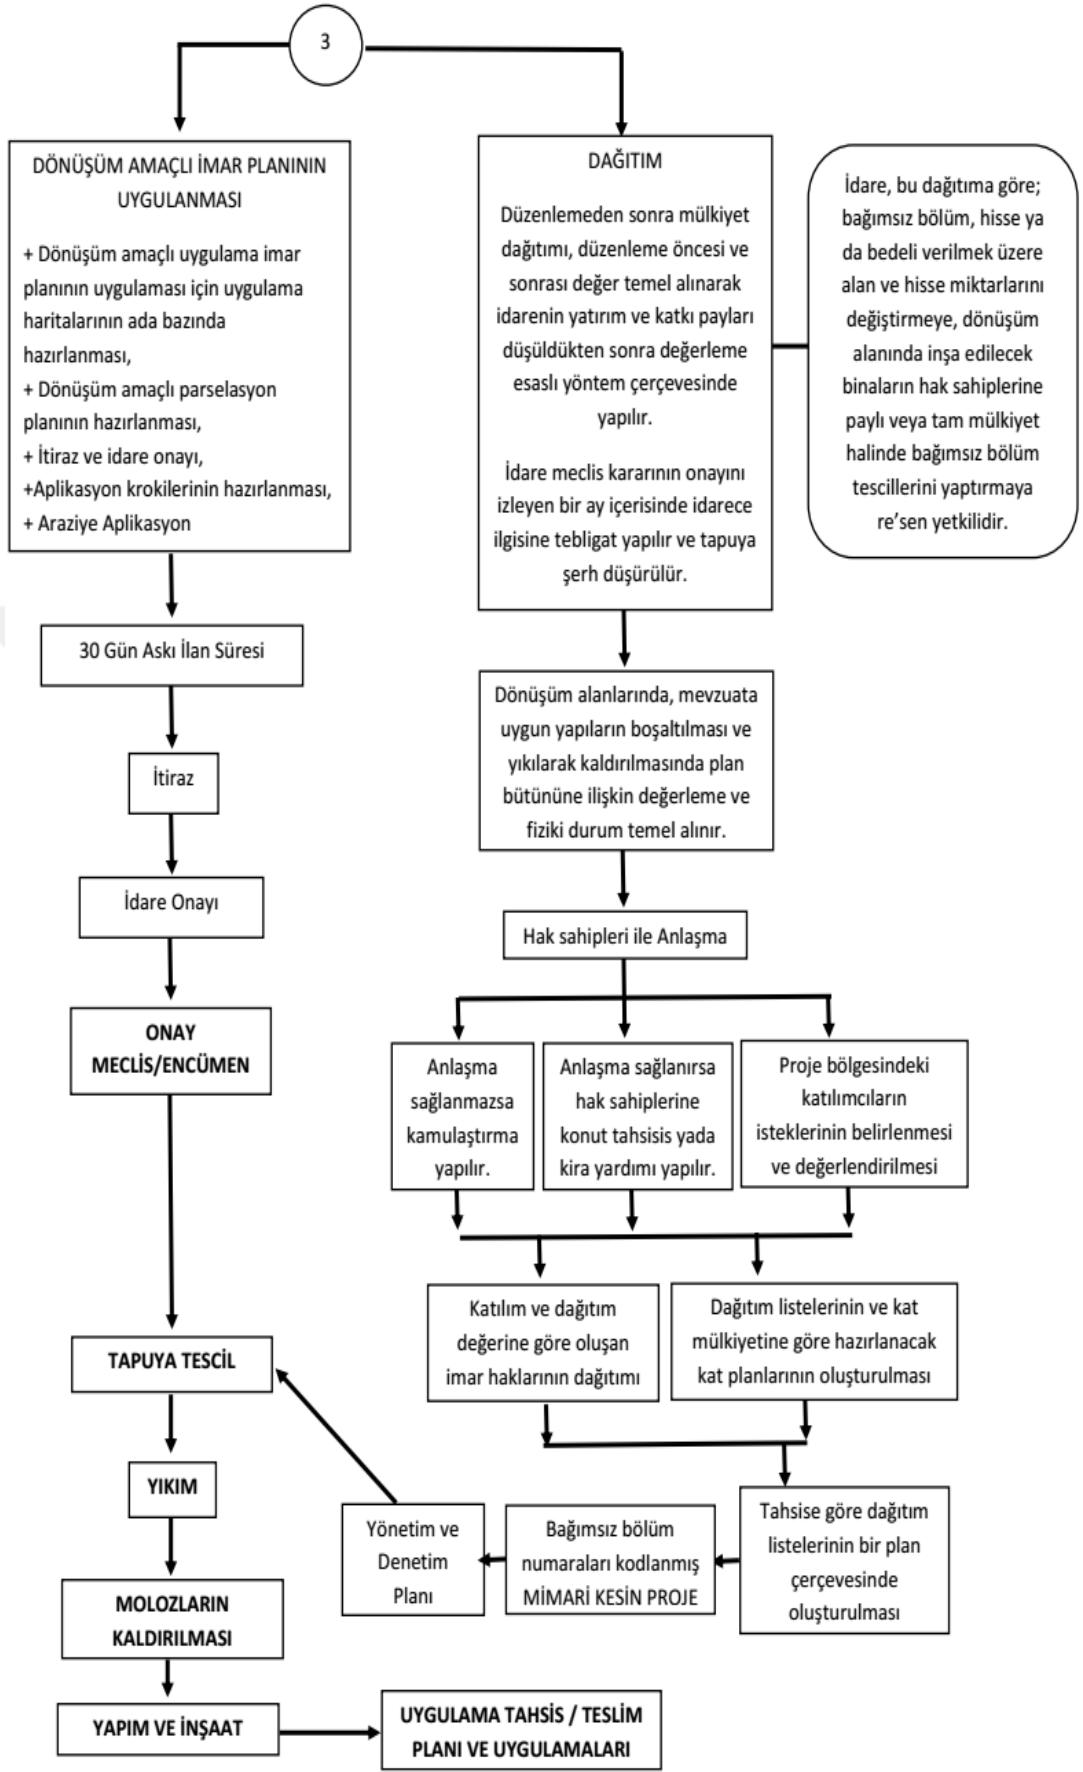 3
DÖNÜŞÜM AMAÇLI İMAR PLANININ
UYGULANMASI
+ Dönüşüm amaçlı uygulama imar
planının uygulaması için uygulama
haritalarının ada bazında
hazırlanması,
+ Dönüşüm amaçlı parselasyon
planının hazırlanması,
+ İtiraz ve idare onayı,
+Aplikasyon krokilerinin hazırlanması,
+ Araziye Aplikasyon
30 Gün Askı İlan Süresi
İtiraz
İdare Onayı
ONAY
MECLİS/ENCÜMEN
TAPUYA TESCİL
YIKIM
MOLOZLARIN
KALDIRILMASI
YAPIM VE İNŞAAT
UYGULAMA TAHSİS / TESLİM
PLANI VE UYGULAMALARI
DAĞITIM
Düzenlemeden sonra mülkiyet
dağıtımı, düzenleme öncesi ve
sonrası değer temel alınarak
idarenin yatırım ve katkı payları
düşüldükten sonra değerleme
esaslı yöntem çerçevesinde
yapılır.
İdare meclis kararının onayını
izleyen bir ay içerisinde idarece
ilgisine tebligat yapılır ve tapuya
şerh düşürülür.
İdare, bu dağıtıma göre;
bağımsız bölüm, hisse ya
da bedeli verilmek üzere
alan ve hisse miktarlarını
değiştirmeye, dönüşüm
alanında inşa edilecek
binaların hak sahiplerine
paylı veya tam mülkiyet
halinde bağımsız bölüm
tescillerini yaptırmaya
re'sen yetkilidir.
Dönüşüm alanlarında, mevzuata
uygun yapıların boşaltılması ve
yıkılarak kaldırılmasında plan
bütününe ilişkin değerleme ve
fiziki durum temel alınır.
Hak sahipleri ile Anlaşma
Anlaşma
sağlanmazsa
kamulaştırma
yapılır.
Anlaşma sağlanırsa
hak sahiplerine
konut tahsisis yada
kira yardımı yapılır.
Proje bölgesindeki
katılımcıların
isteklerinin belirlenmesi
ve değerlendirilmesi
Katılım ve dağıtım
değerine göre oluşan
imar haklarının dağıtımı
Dağıtım listelerinin ve kat
mülkiyetine göre hazırlanacak
kat planlarının oluşturulması
Tahsise göre dağıtım
listelerinin bir plan
çerçevesinde
oluşturulması
Bağımsız bölüm
numaraları kodlanmış
MİMARİ KESİN PROJE
Yönetim ve
Denetim
Planı